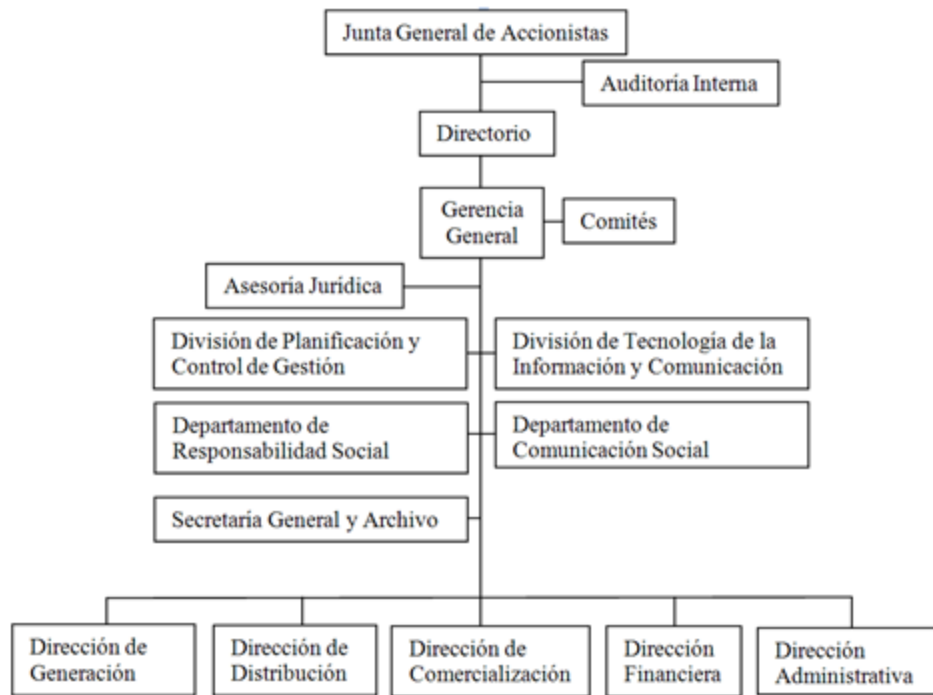 Junta General de Accionistas
Auditoría Interna
Directorio
Gerencia
General
Comités
Asesoría Jurídica
División de Planificación y
Control de Gestión
División de Tecnología de la
Información y Comunicación
Departamento de
Responsabilidad Social
Departamento de
Comunicación Social
Secretaría General y Archivo
Dirección de
Generación
Dirección de
Distribución
Dirección de
Comercialización
Dirección
Financiera
Dirección
Administrativa